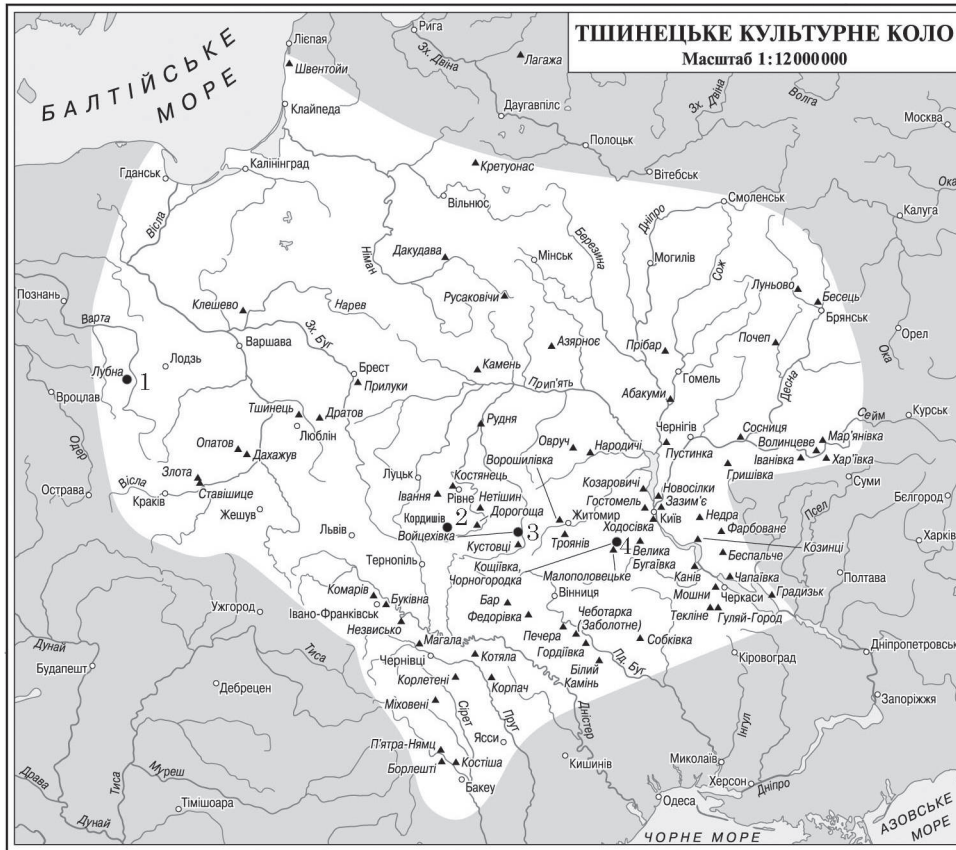 ТШИНЕЦЬКЕ КУЛЬТУРНЕ КОЛО
Масштаб 1:12000000
БАЛТІЙСЬКЕ
МОРЕ
Рига
Лієпая
Швентойи
Зх. Двіна
Лагажа
Клайпеда
Даугавпілс
Зх. Двіна
Волга
Москва
Полоцьк
Калінінград
Кретуонас
Вітебськ
Гданськ
Вільнюс
Смоленськ
Ока
Калуга
Вісла
Німан
Березина
Дніпро
Дакудава
Мінськ
Могилів
Сож
Луньово
Бесець
Брянськ
Познань
Клешево
Нарев
Русаковічи
Орел
Варта
Варшава
Зх. Буг
Азярноє
Прібар
Почеп
Ока
Лодзь
Лубна
1
Брест
Прилуки
Камень
Гомель
Десна
Вроцлав
Прип'ять
Абакуми
Тшинець
Дратов
Рудня
Сейм
Курськ
Одер
Люблін
Овруч
Народичі
Чернігів
Сосниця
Волинцеве
Мар'янівка
Опатов
Дахажув
Ворошилівка
Пустинка
Іванівка
Хар'ївка
Луцьк
Костянець
Гришівка
Суми
Злота
Івання
Рівне
Нетішин
Козаровичі
Новосілки
Острава
Вісла
Краків
Ставішице
Дорогоща
Гостомель
Зазим'є
Псел
Бєлгород
Жешув
Кордишів
2
3
Житомир
Ходосівка
Київ
Недра
Фарбоване
Львів
Войцехівка
Троянів
4
Харків
Кустовці
Велика
Бугаївка
Козинці
Тернопіль
Кощіївка,
Чорногородка
Беспальче
Малополовецьке
Канів
Чапаївка
Полтава
Вінниця
Мошни
Черкаси
Градизьк
Комарів
Ужгород
Івано-Франківськ
Буківна
Бар
Федорівка
Чеботарка
(Заболотне)
Текліне
Гуляй-Город
Незвисько
Печера
Собківка
Дунай
Тиса
Магала
Гордіївка
Пд. Буг
Дніпропетровськ
Будапешт
Чернівці
Котяла
Білий
Камінь
Кіровоград
Дебрецен
Корлетені
Корпач
Запоріжжя
Міховені
Сірет
Прут
Дністер
Інгул
П'ятра-Нямц
Ясси
Борлешті
Костіша
Кишинів
Миколаїв
Драва
Тиса
Муреш
Бакеу
Херсон
Дніпро
Тімішоара
Одеса
Дунай
ЧОРНЕ МОРЕ
АЗОВСЬКЕ
МОРЕ